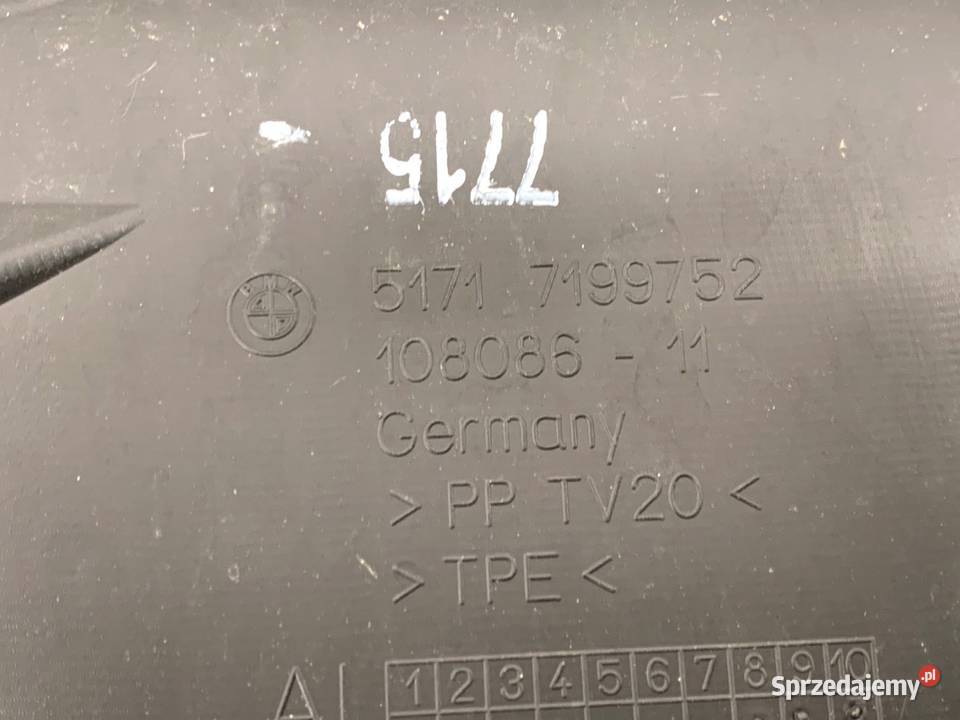 7715
BMW
5171 7199752
108086 - 11
Germany
> PP TV20 <
> TPE <
A
1 2 3 4 5 6 7 8 9 10
Sprzedajemy.pl